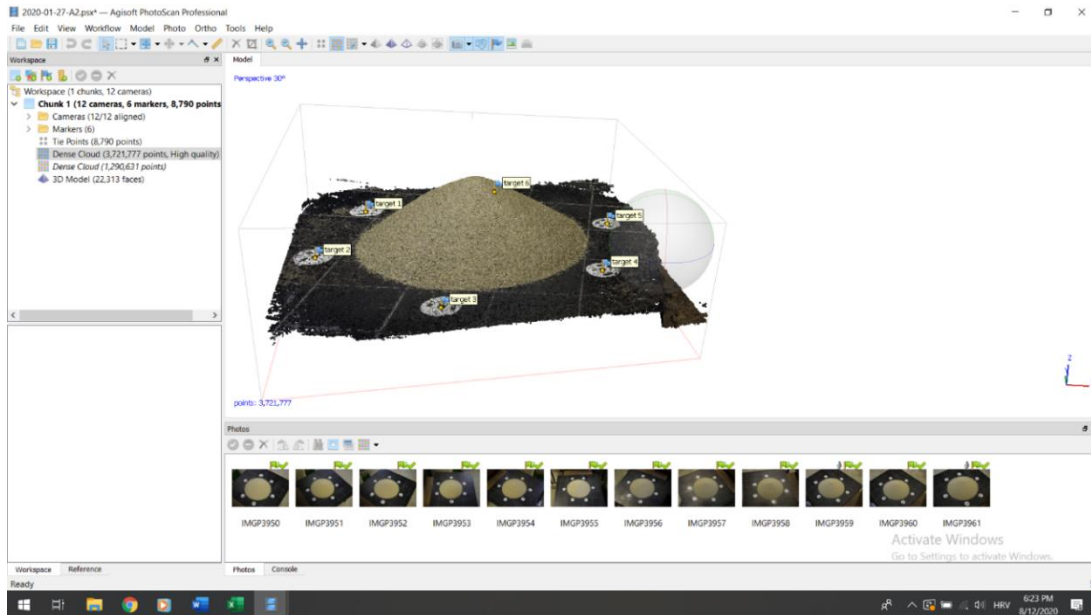 2020-01-27-A2.psx* — Agisoft PhotoScan Professional
File Edit View Workflow Model Photo Ortho Tools Help
Workspace
Model
Workspace (1 chunks, 12 cameras)
Chunk 1 (12 cameras, 6 markers, 8,790 points
Cameras (12/12 aligned)
Markers (6)
Tie Points (8,790 points)
Dense Cloud (3,721,777 points, High quality)
Dense Cloud (1,290,631 points)
3D Model (22,313 faces)
Perspective 30°
target 6
target 1
target 5
target 2
target 4
target 3
Z
points: 3,721,777
Photos
IMGP3950 IMGP3951 IMGP3952 IMGP3953 IMGP3954 IMGP3955 IMGP3956 IMGP3957 IMGP3958 IMGP3959 IMGP3960 IMGP3961
Activate Windows
Go to Settings to activate Windows.
Workspace Reference
Photos Console
Ready
HRV
6:23 PM
8/12/2020